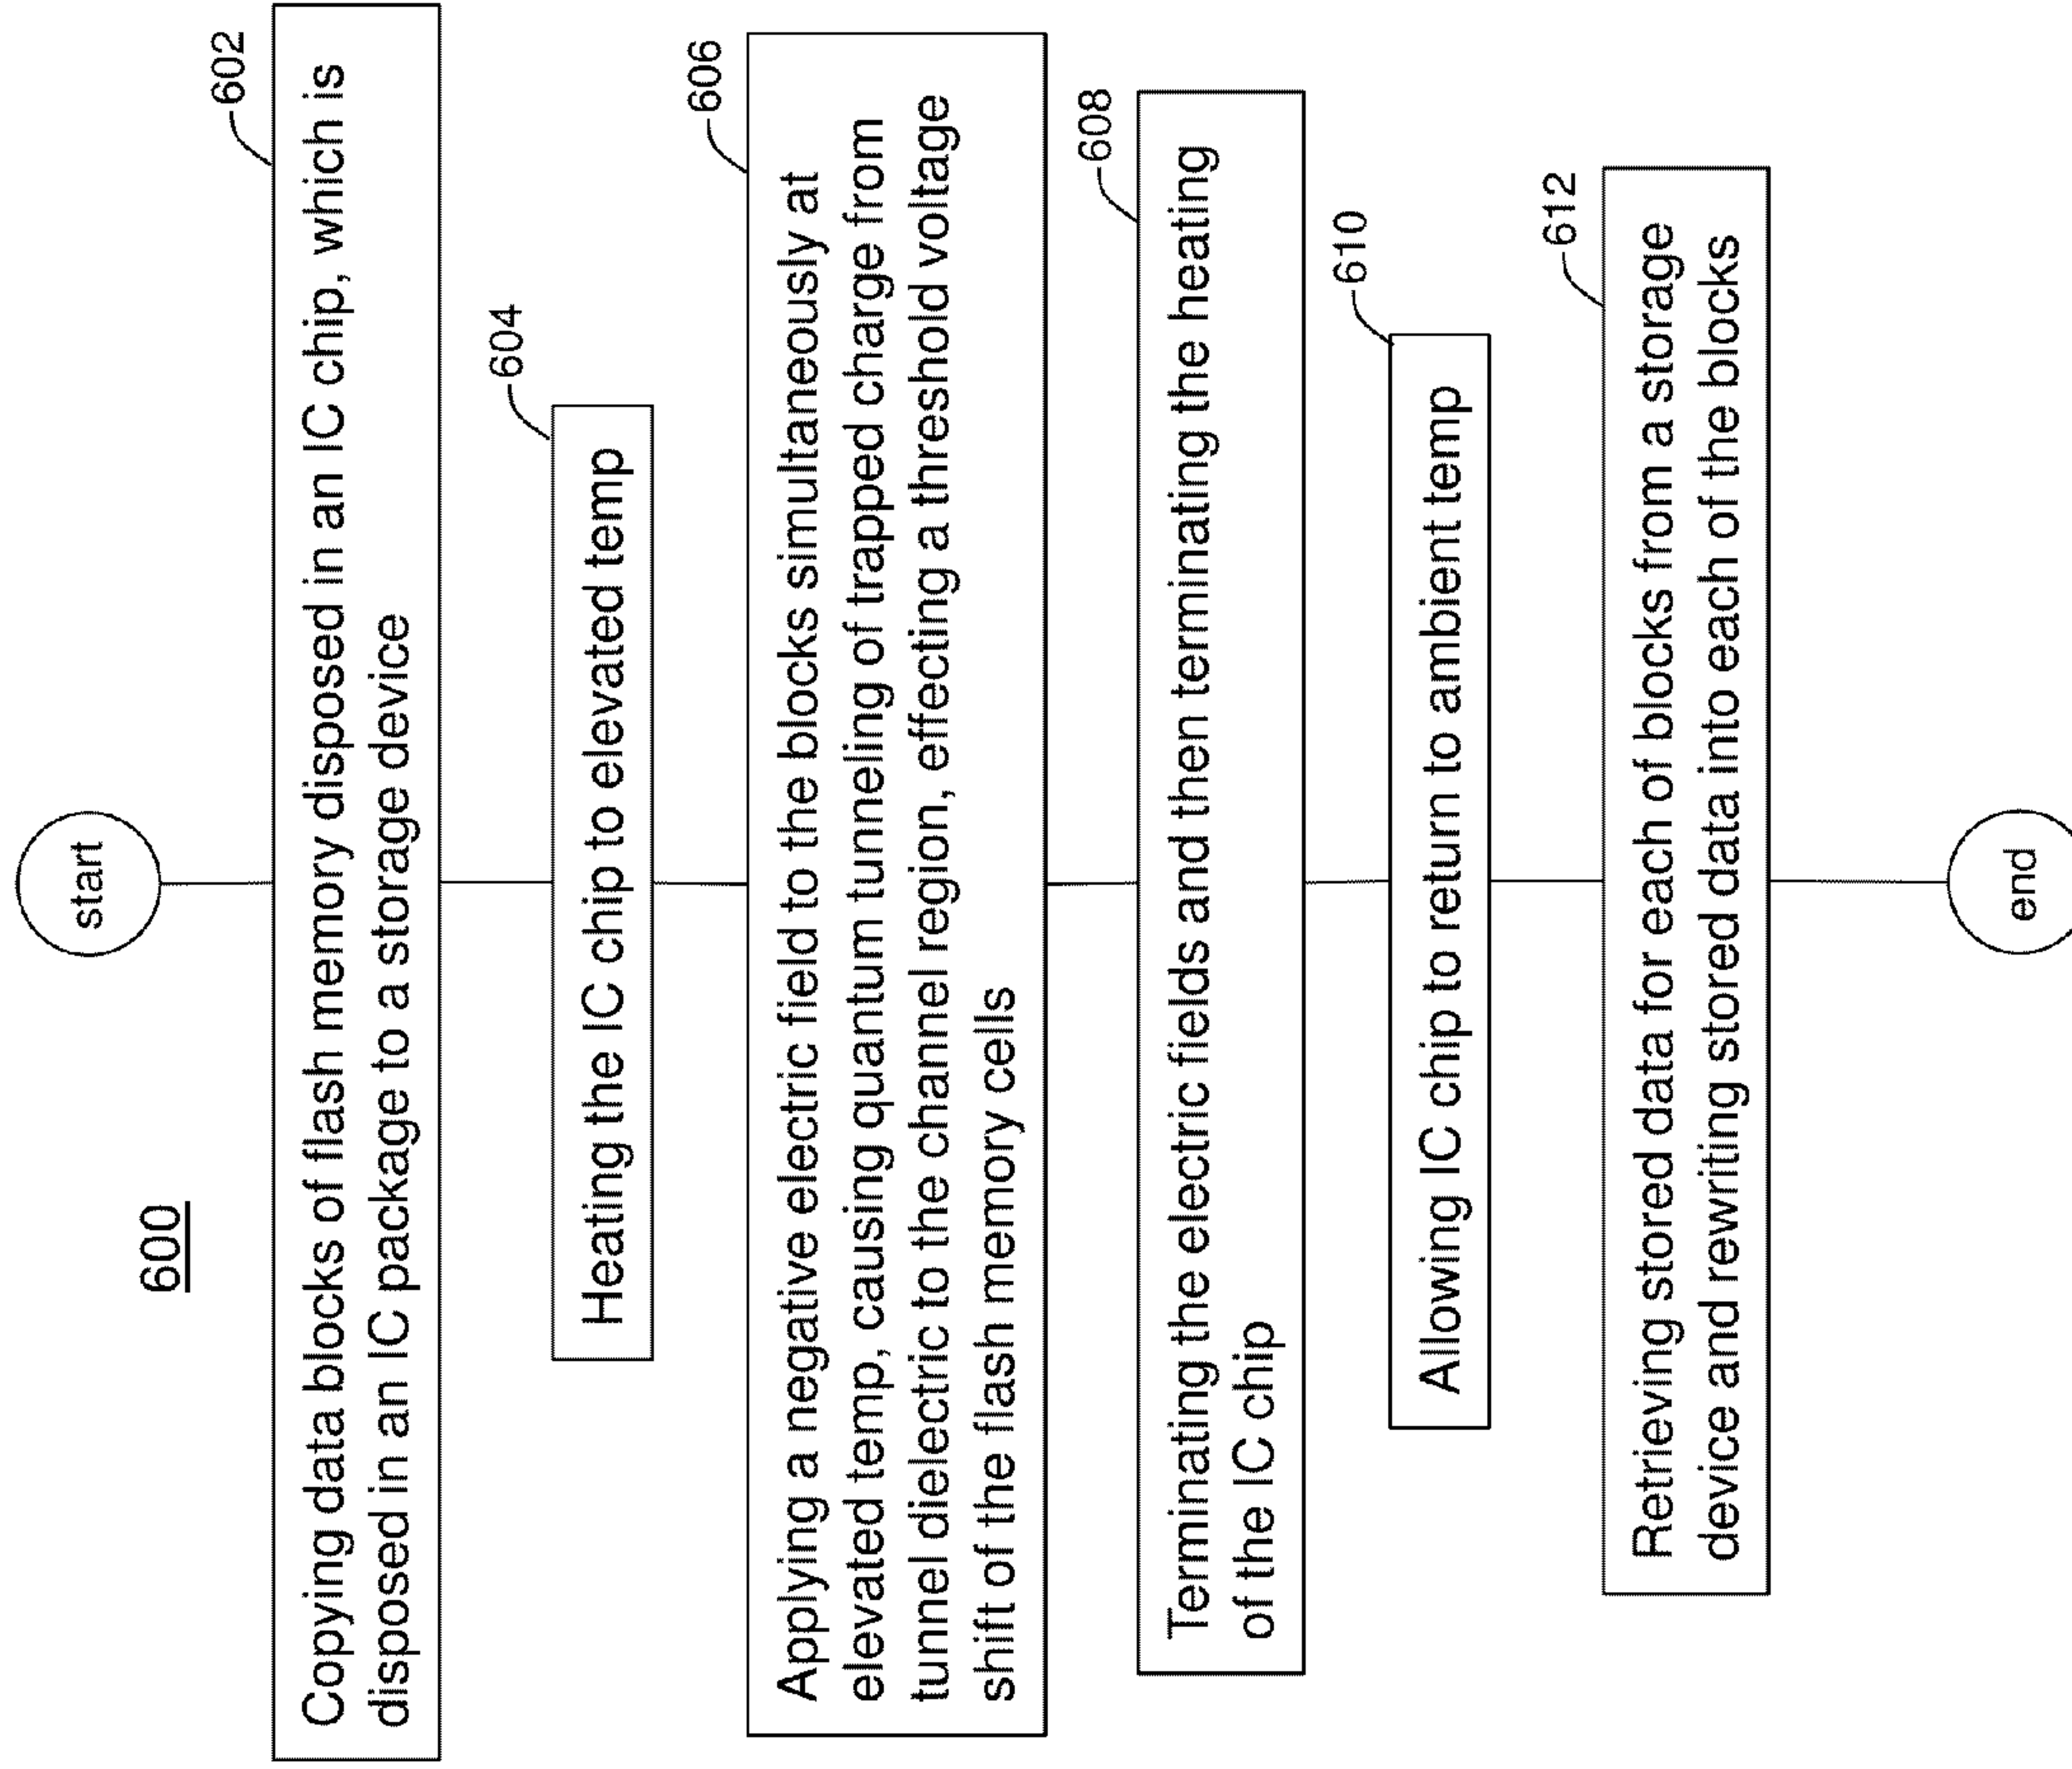 600
start
602
Copying data blocks of flash memory disposed in an IC chip, which is
disposed in an IC package to a storage device
604
Heating the IC chip to elevated temp
606
Applying a negative electric field to the blocks simultaneously at
elevated temp, causing quantum tunneling of trapped charge from
tunnel dielectric to the channel region, effecting a threshold voltage
shift of the flash memory cells
608
Terminating the electric fields and then terminating the heating
of the IC chip
610
Allowing IC chip to return to ambient temp
612
Retrieving stored data for each of blocks from a storage
device and rewriting stored data into each of the blocks
end